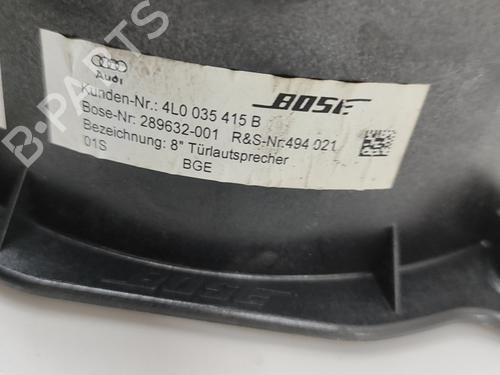 Audi
Kunden-Nr.: 4L0 035 415 B
BOSE
Bose-Nr: 289632-001 R&S-Nr:494 021
Bezeichnung: 8" Türlautsprecher
01S
BGE
BOSE
B-PARTS